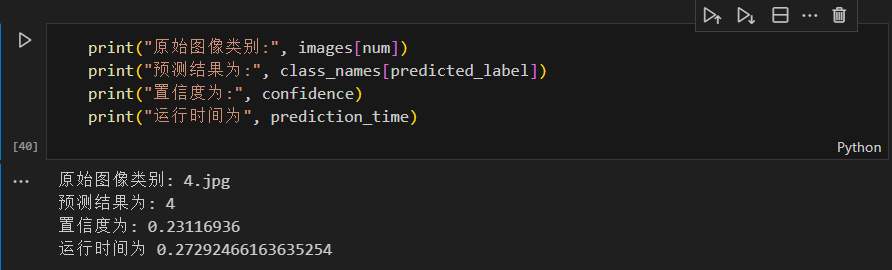 print("原始图像类别:", images[num])
print("预测结果为:", class_names[predicted_label])
print("置信度为:", confidence)
print("运行时间为", prediction_time)
[40]
Python
原始图像类别: 4.jpg
预测结果为: 4
置信度为: 0.23116936
运行时间为 0.27292466163635254